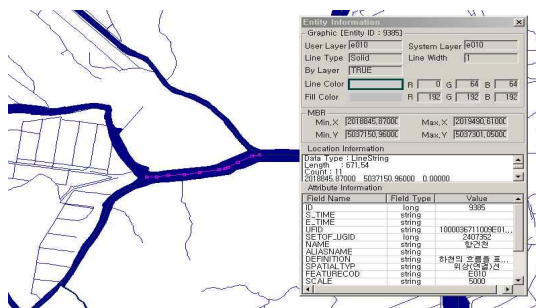 Entity Information
Graphic [Entity ID : 9385]
User Layer e010 System Layer e010
Line Type Solid Line Width 1
By Layer TRUE
Line Color R 0 G 64 B 64
Fill Color R 192 G 192 B 192
MBR
Min,X 2018845,8700( Max,X 2019490,6100(
Min,Y 5037150,9600( Max,Y 5037301,0500(
Location Information
Data Type : LineString
Length : 671,54
Count : 11
2018845,87000 5037150,96000 0,00000
Attribute Information
Field Name Field Type Value
ID long 9385
S_TIME string
E_TIME string
UFID string 1000036711009E01...
SETOF_UGID long 2407352
NAME string 항건천
ALIASNAME string
DEFINITION string 하천의 흐름을 표...
SPATIALTYP string 위상(연결)선
FEATURECOD string E010
SCALE string 5000